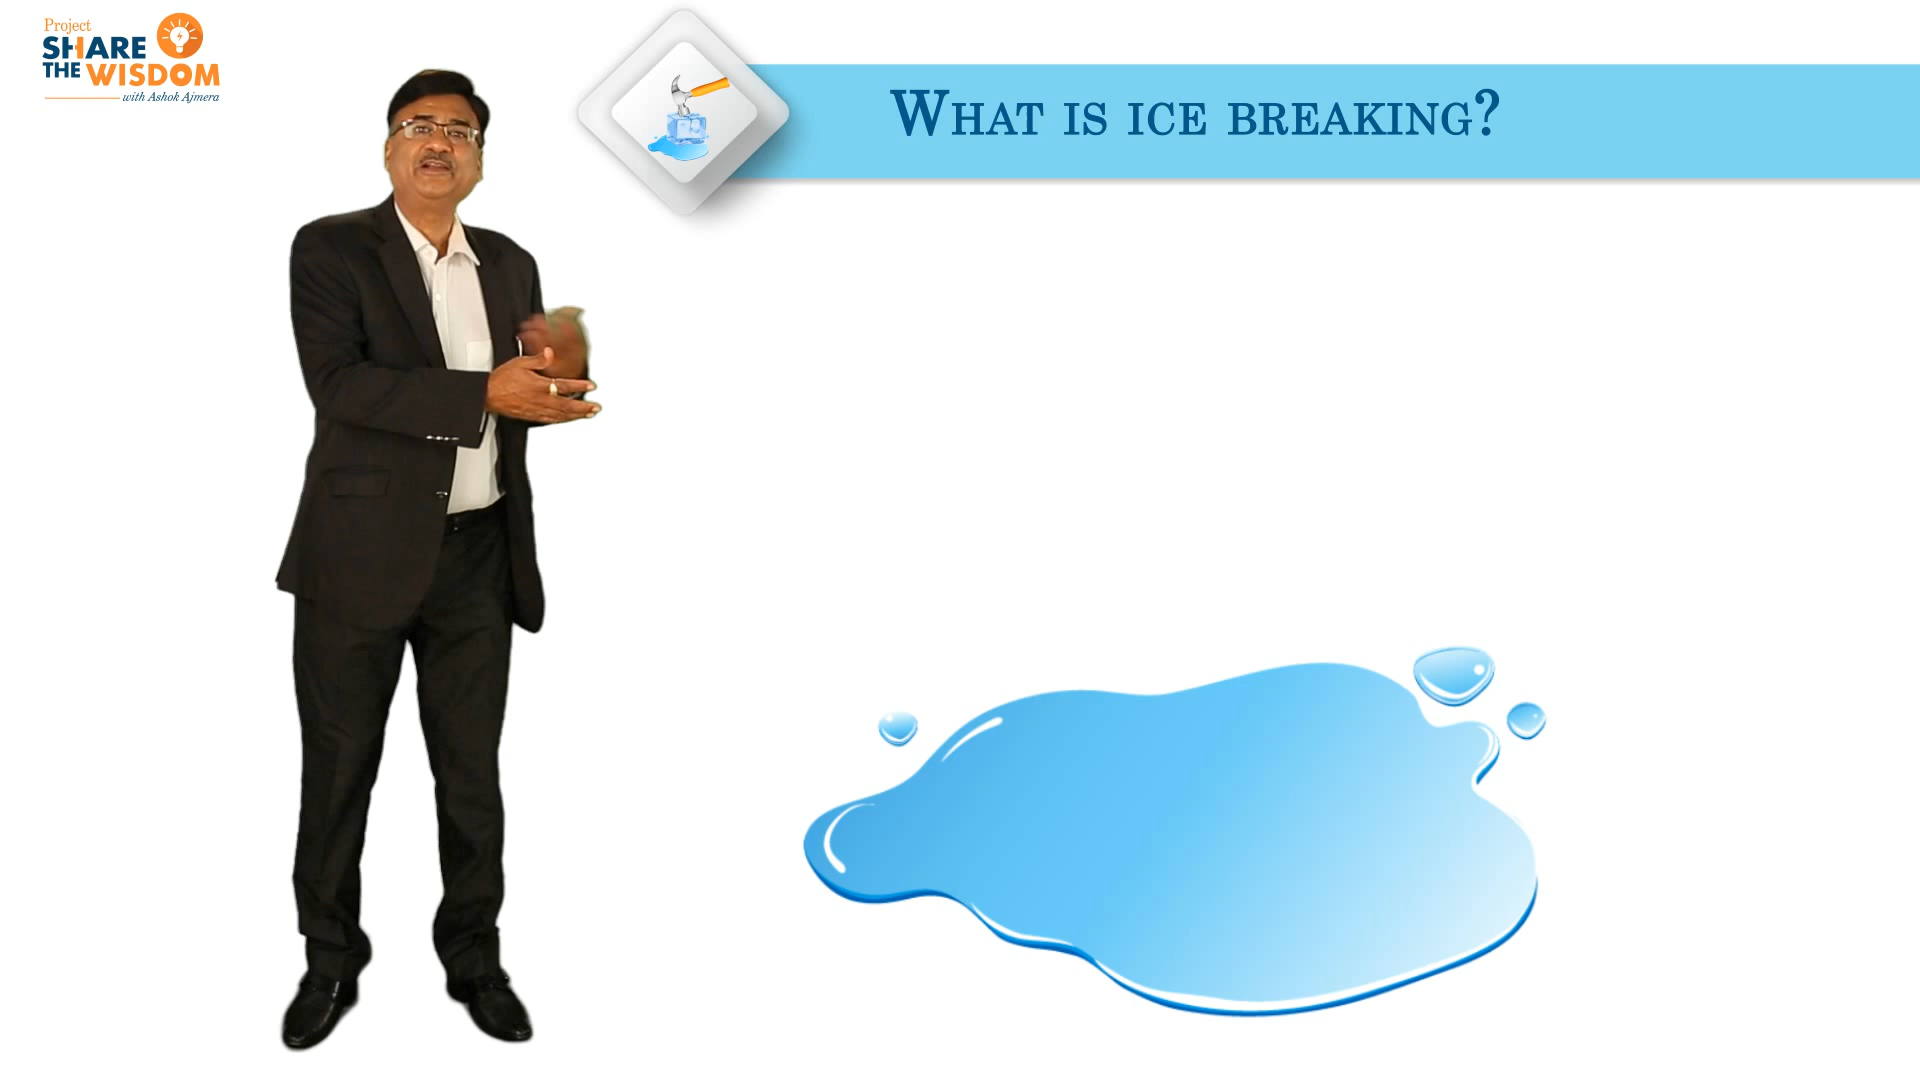 Project
SHARE
THE WISDOM
with Ashok Ajmera
What is ice breaking?